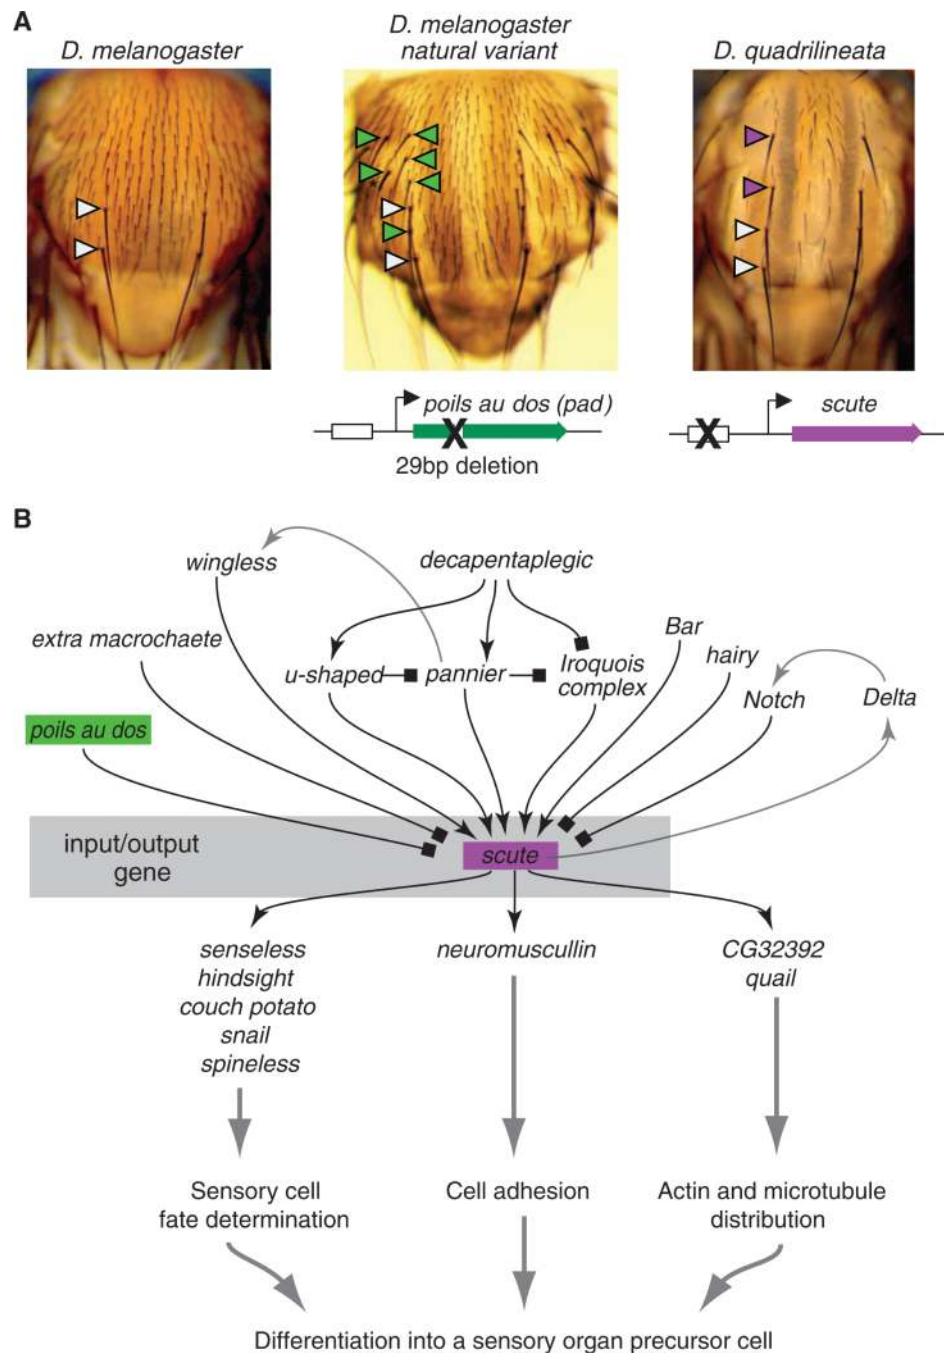 A
D. melanogaster
D. melanogaster
natural variant
D. quadrilineata
poils au dos (pad)
29bp deletion
scute
B
wingless
decapentaplegic
extra macrochaete
u-shaped
pannier
Iroquois
complex
Bar
hairy
Notch
Delta
poils au dos
input/output
gene
scute
senseless
hindsight
couch potato
snail
spineless
neuromuscullin
CG32392
quail
Sensory cell
fate determination
Cell adhesion
Actin and microtubule
distribution
Differentiation into a sensory organ precursor cell